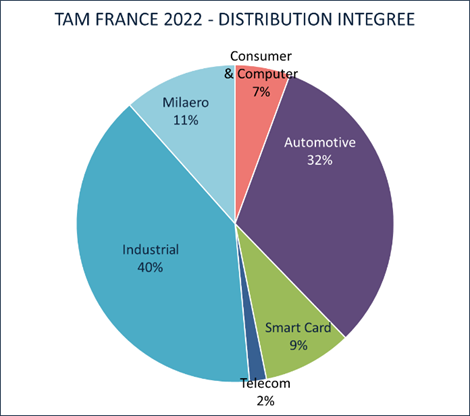 TAM FRANCE 2022 - DISTRIBUTION INTEGREE
Consumer
& Computer
7%
Automotive
32%
Smart Card
9%
Telecom
2%
Industrial
40%
Milaero
11%